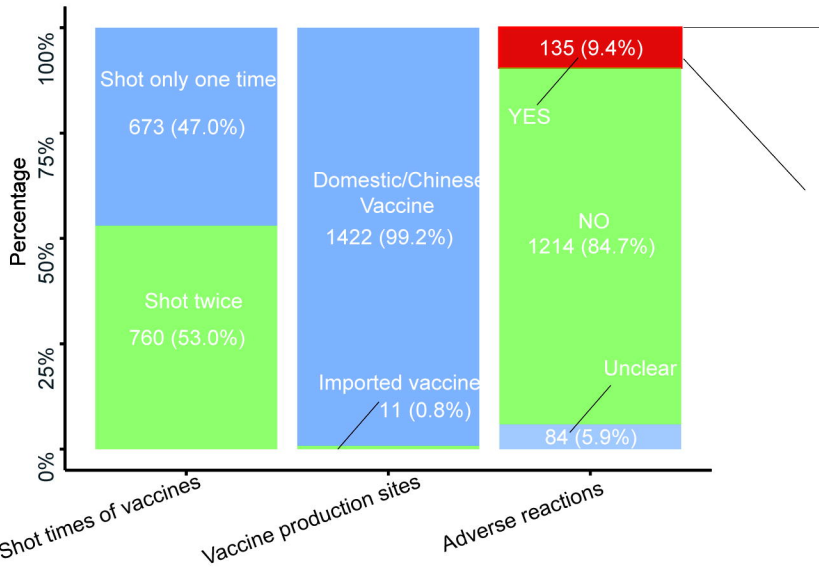 Percentage
100%
75%
50%
25%
0%
Shot only one time
673 (47.0%)
Shot twice
760 (53.0%)
Domestic/Chinese
Vaccine
1422 (99.2%)
Imported vaccine
11 (0.8%)
135 (9.4%)
YES
NO
1214 (84.7%)
Unclear
84 (5.9%)
Shot times of vaccines
Vaccine production sites
Adverse reactions